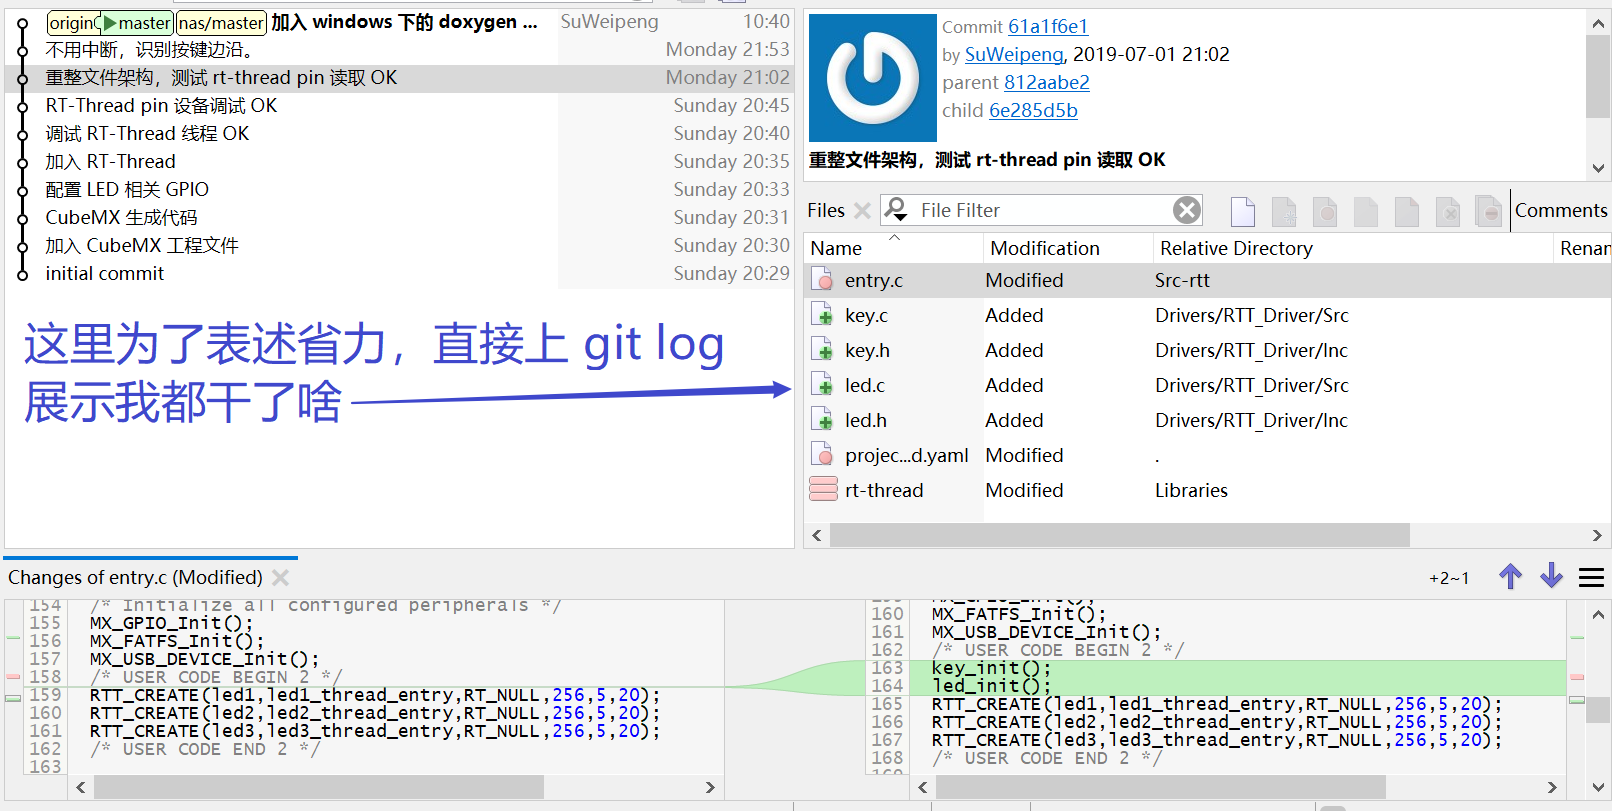 origin master nas/master 加入 windows 下的 doxygen ... SuWeipeng 10:40
不用中断，识别按键边沿。 Monday 21:53
重整文件架构，测试 rt-thread pin 读取 OK Monday 21:02
RT-Thread pin 设备调试 OK Sunday 20:45
调试 RT-Thread 线程 OK Sunday 20:40
加入 RT-Thread Sunday 20:35
配置 LED 相关 GPIO Sunday 20:33
CubeMX 生成代码 Sunday 20:31
加入 CubeMX 工程文件 Sunday 20:30
initial commit Sunday 20:29
这里为了表述省力，直接上 git log
展示我都干了啥
Commit 61a1f6e1
by SuWeipeng, 2019-07-01 21:02
parent 812aabe2
child 6e285d5b
重整文件架构，测试 rt-thread pin 读取 OK
Files File Filter Comments
Name Modification Relative Directory Renan
entry.c Modified Src-rtt
key.c Added Drivers/RTT_Driver/Src
key.h Added Drivers/RTT_Driver/Inc
led.c Added Drivers/RTT_Driver/Src
led.h Added Drivers/RTT_Driver/Inc
projec...d.yaml Modified .
rt-thread Modified Libraries
Changes of entry.c (Modified) +2~1
154 /* Initialize all configured peripherals */
155 MX_GPIO_Init();
156 MX_FATFS_Init();
157 MX_USB_DEVICE_Init();
158 /* USER CODE BEGIN 2 */
159 RTT_CREATE(led1,led1_thread_entry,RT_NULL,256,5,20);
160 RTT_CREATE(led2,led2_thread_entry,RT_NULL,256,5,20);
161 RTT_CREATE(led3,led3_thread_entry,RT_NULL,256,5,20);
162 /* USER CODE END 2 */
163
MX_GPIO_Init();
160 MX_FATFS_Init();
161 MX_USB_DEVICE_Init();
162 /* USER CODE BEGIN 2 */
163 key_init();
164 led_init();
165 RTT_CREATE(led1,led1_thread_entry,RT_NULL,256,5,20);
166 RTT_CREATE(led2,led2_thread_entry,RT_NULL,256,5,20);
167 RTT_CREATE(led3,led3_thread_entry,RT_NULL,256,5,20);
168 /* USER CODE END 2 */